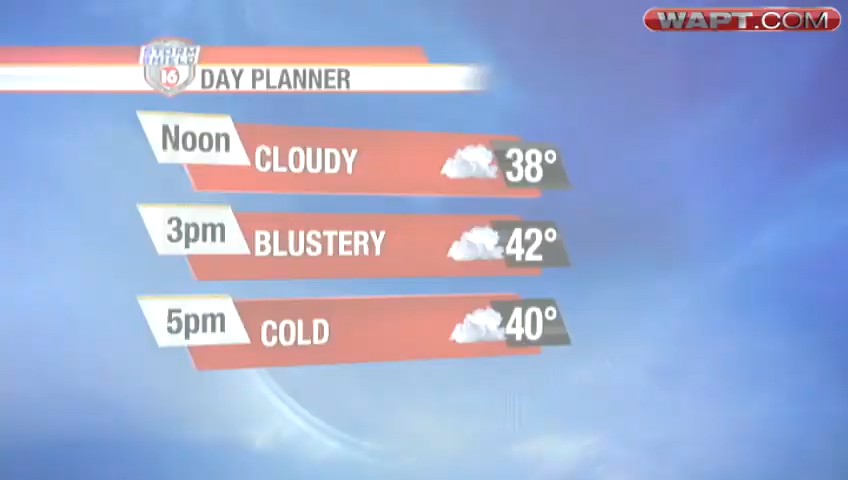 WAPT.COM
STORM
SHIELD
16
DAY PLANNER
Noon CLOUDY 38°
3pm BLUSTERY 42°
5pm COLD 40°